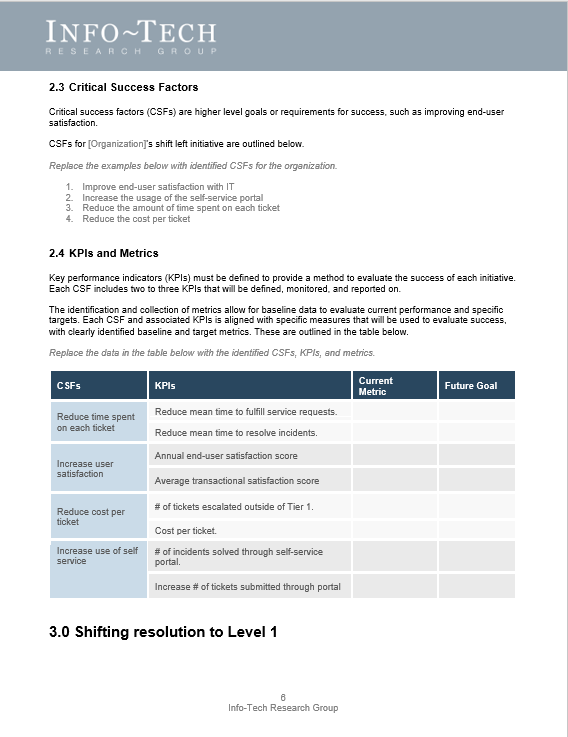 INFO~TECH
RESEARCH GROUP
2.3 Critical Success Factors
Critical success factors (CSFs) are higher level goals or requirements for success, such as improving end-user
satisfaction.
CSFs for [Organization]'s shift left initiative are outlined below.
Replace the examples below with identified CSFs for the organization.
1. Improve end-user satisfaction with IT
2. Increase the usage of the self-service portal
3. Reduce the amount of time spent on each ticket
4. Reduce the cost per ticket
2.4 KPIs and Metrics
Key performance indicators (KPIs) must be defined to provide a method to evaluate the success of each initiative.
Each CSF includes two to three KPIs that will be defined, monitored, and reported on.
The identification and collection of metrics allow for baseline data to evaluate current performance and specific
targets. Each CSF and associated KPIs is aligned with specific measures that will be used to evaluate success,
with clearly identified baseline and target metrics. These are outlined in the table below.
Replace the data in the table below with the identified CSFs, KPIs, and metrics.
CSFs
KPIs
Current
Metric
Future Goal
Reduce time spent
on each ticket
Reduce mean time to fulfill service requests.
Reduce mean time to resolve incidents.
Increase user
satisfaction
Annual end-user satisfaction score
Average transactional satisfaction score
Reduce cost per
ticket
# of tickets escalated outside of Tier 1.
Cost per ticket.
Increase use of self
service
# of incidents solved through self-service
portal.
Increase # of tickets submitted through portal
3.0 Shifting resolution to Level 1
6
Info-Tech Research Group